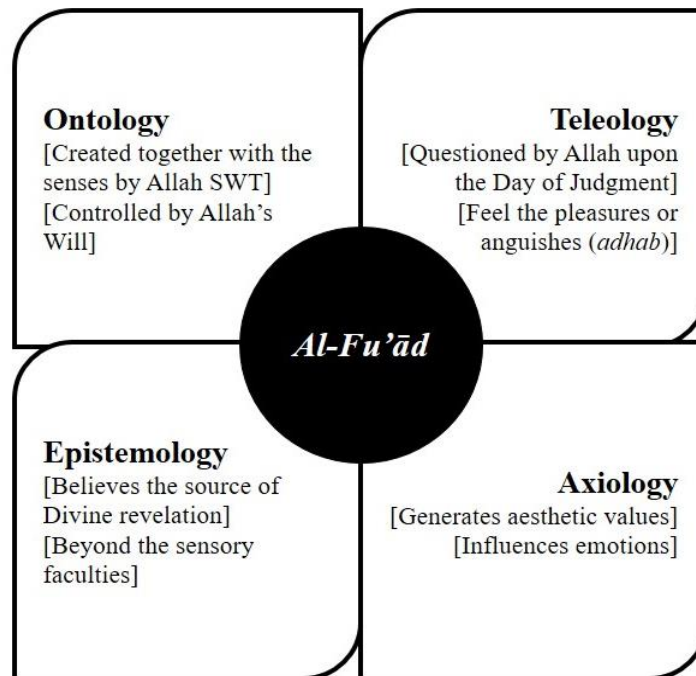 Ontology
[Created together with the
senses by Allah SWT]
[Controlled by Allah’s
Will]
Teleology
[Questioned by Allah upon
the Day of Judgment]
[Feel the pleasures or
anguishes (adhab)]
Al-Fu’ād
Epistemology
[Believes the source of
Divine revelation]
[Beyond the sensory
faculties]
Axiology
[Generates aesthetic values]
[Influences emotions]